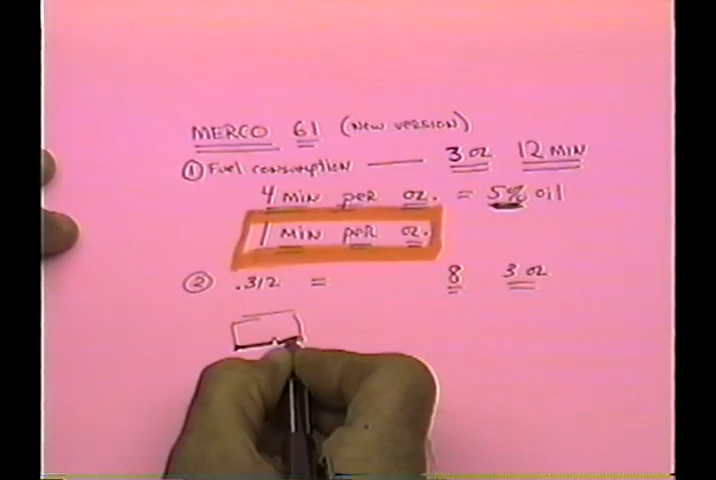 MERCO 61 (NEW VERSION)
① Fuel consumption — 3 oz 12 MIN
4 MIN per oz. = 5% oil
1 MIN per oz.
② .312 = 8 3 oz